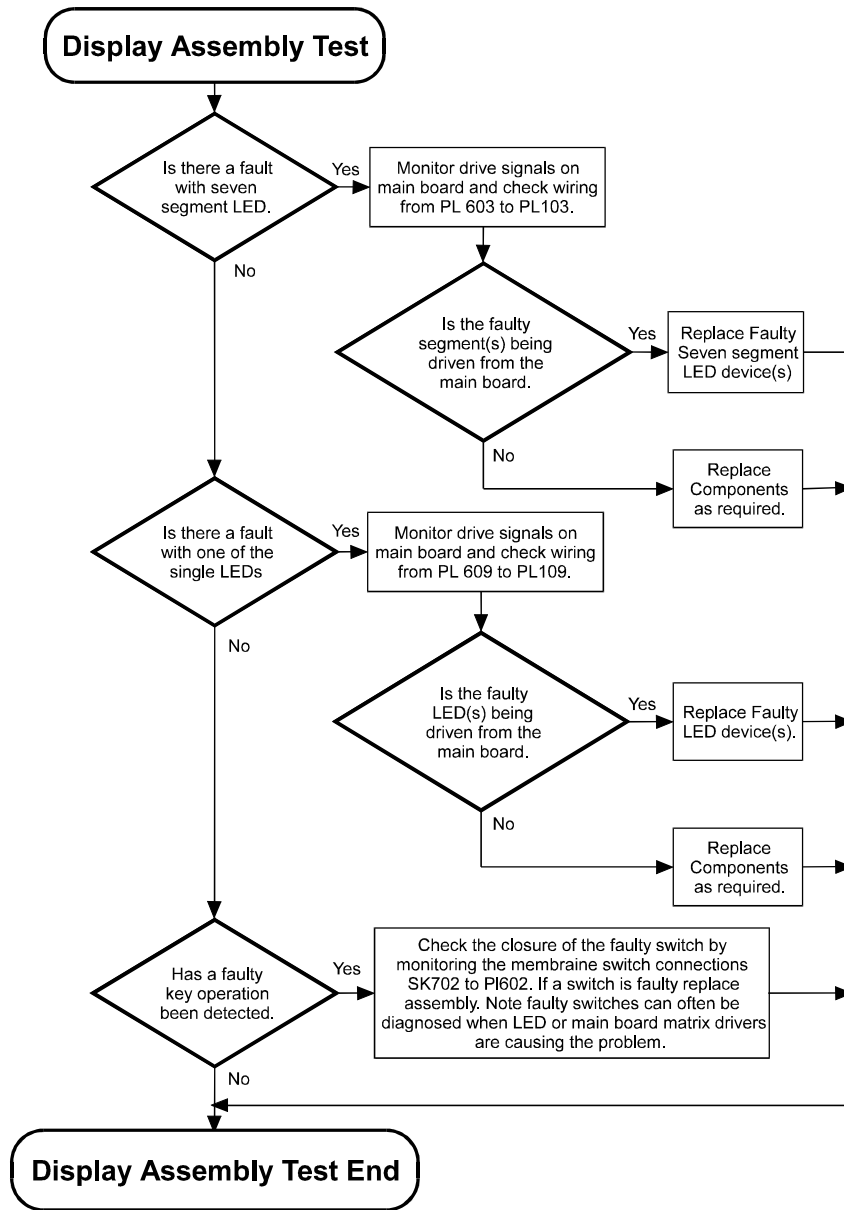 Display Assembly Test
Is there a fault
with seven
segment LED.
Yes
Monitor drive signals on
main board and check wiring
from PL 603 to PL103.
No
Is the faulty
segment(s) being
driven from the
main board.
Yes
Replace Faulty
Seven segment
LED device(s)
No
Replace
Components
as required.
Is there a fault
with one of the
single LEDs
Yes
Monitor drive signals on
main board and check wiring
from PL 609 to PL109.
No
Is the faulty
LED(s) being
driven from the
main board.
Yes
Replace Faulty
LED device(s).
No
Replace
Components
as required.
Has a faulty
key operation
been detected.
Yes
Check the closure of the faulty switch by
monitoring the membraine switch connections
SK702 to Pl602. If a switch is faulty replace
assembly. Note faulty switches can often be
diagnosed when LED or main board matrix drivers
are causing the problem.
No
Display Assembly Test End